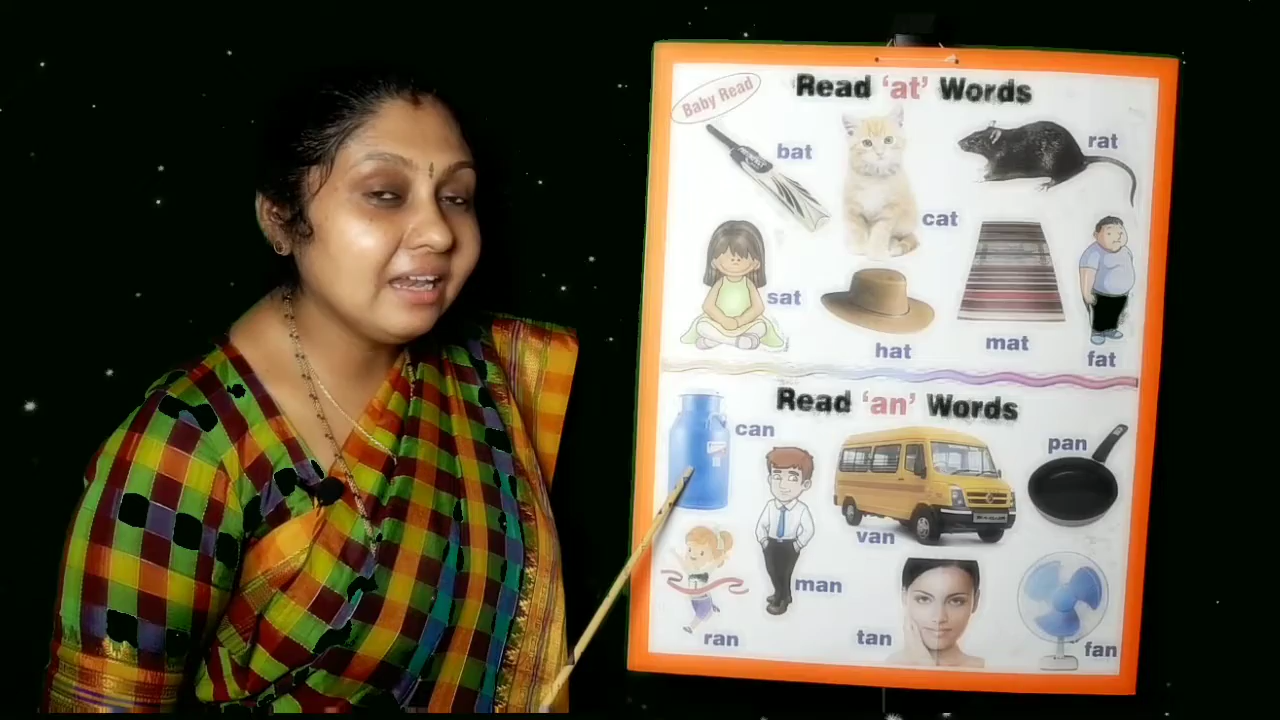 Baby Read
Read 'at' Words
bat
cat
rat
sat
hat
mat
fat
Read 'an' Words
can
man
van
pan
ran
tan
fan